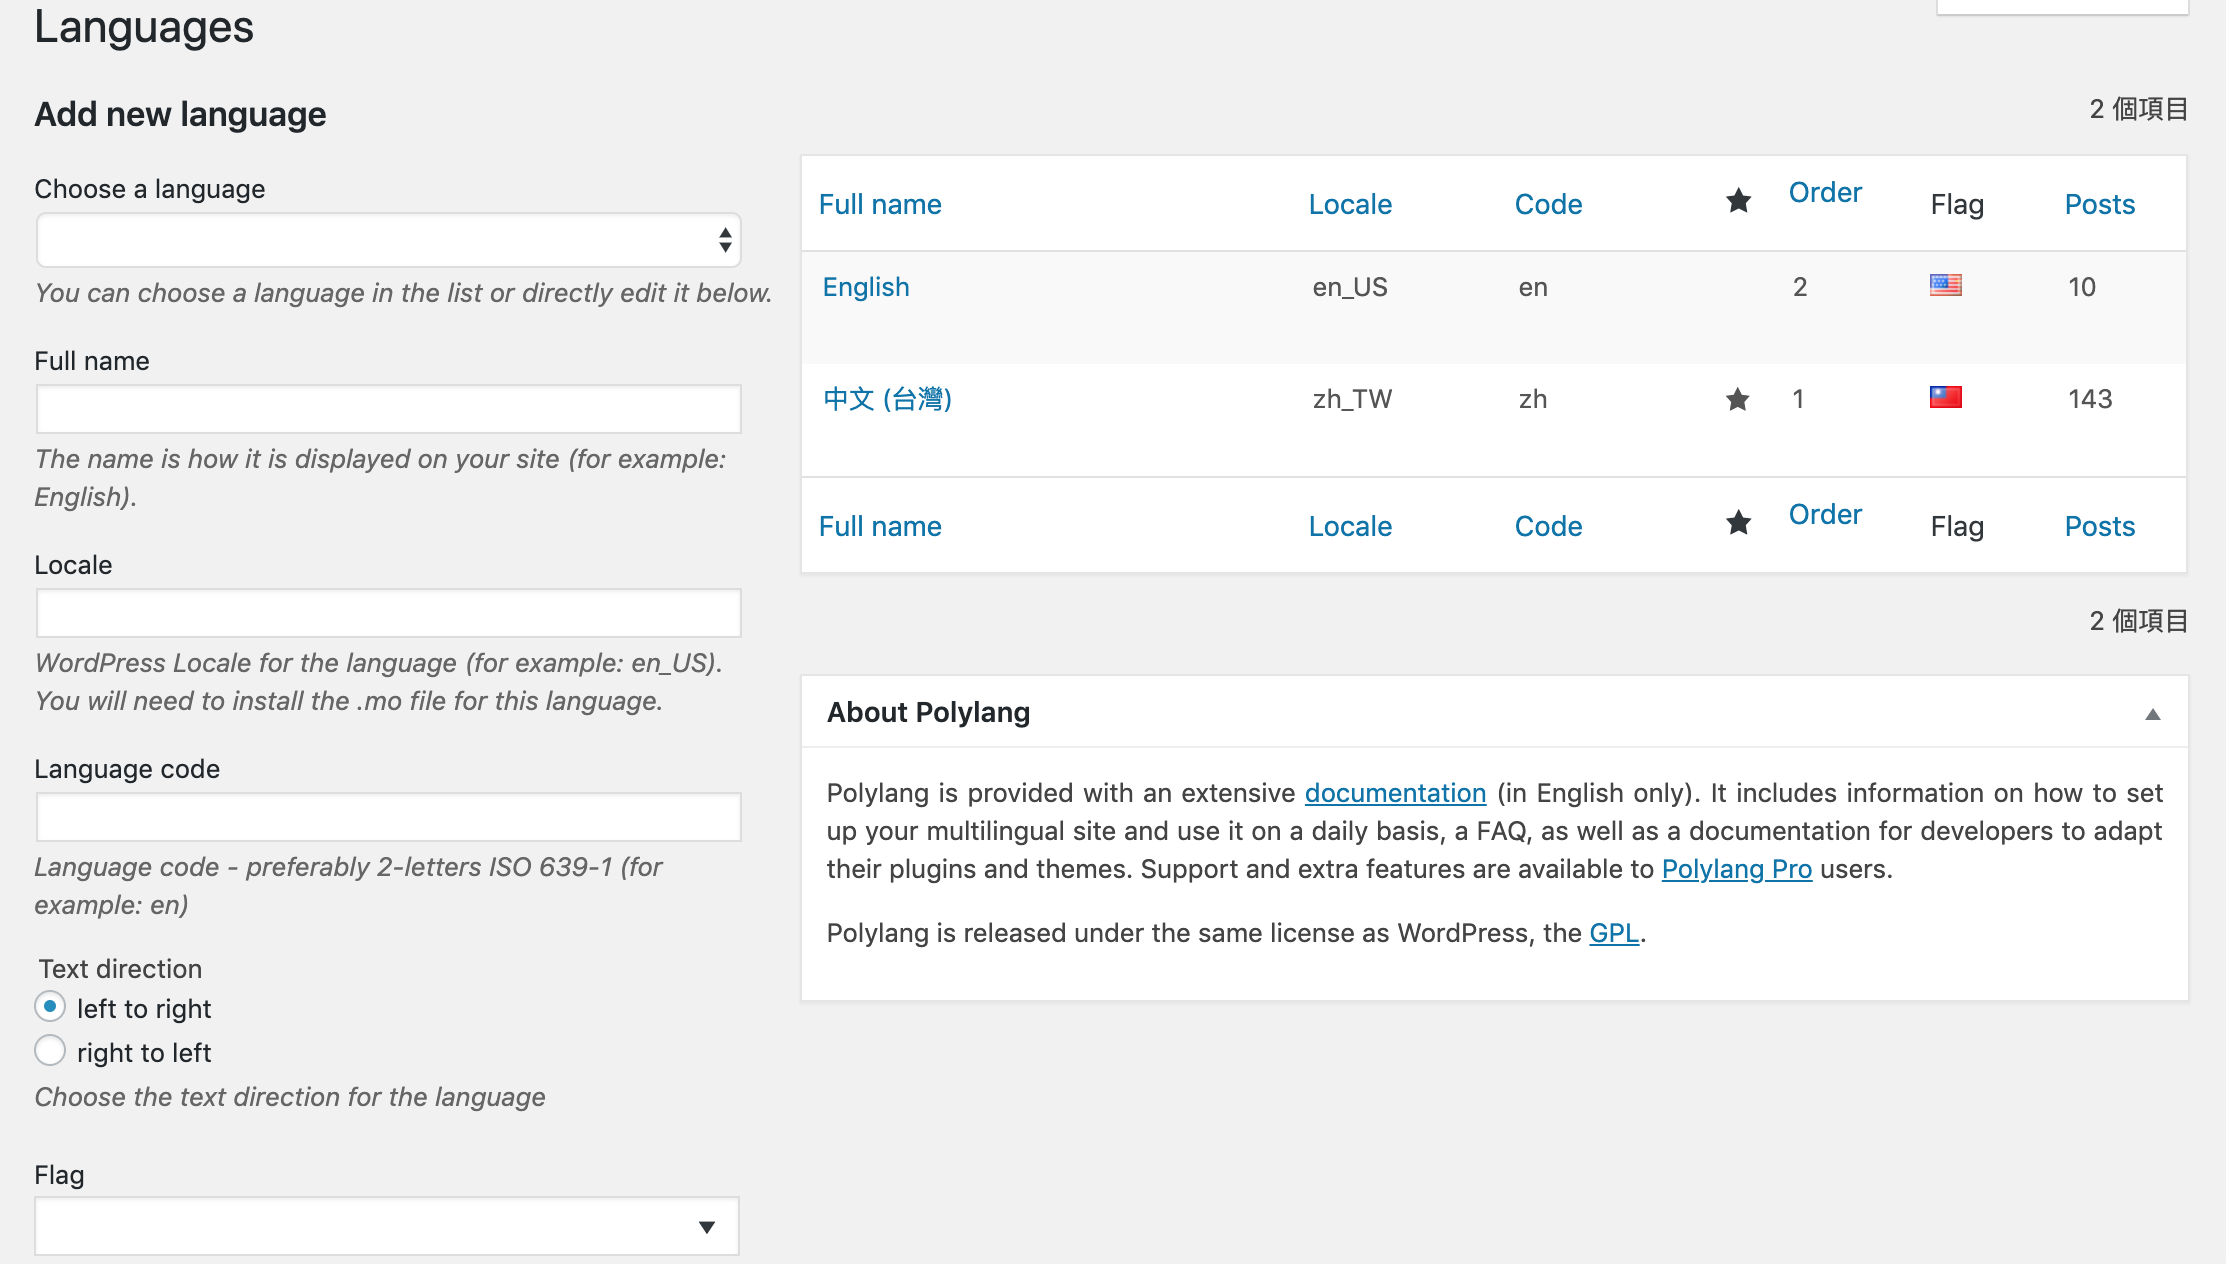 Languages
Add new language
Choose a language
You can choose a language in the list or directly edit it below.
Full name
The name is how it is displayed on your site (for example:
English).
Locale
WordPress Locale for the language (for example: en_US).
You will need to install the .mo file for this language.
Language code
Language code - preferably 2-letters ISO 639-1 (for
example: en)
Text direction
left to right
right to left
Choose the text direction for the language
Flag
2 個項目
Full name Locale Code ★ Order Flag Posts
English en_US en 2 10
中文 (台灣) zh_TW zh ★ 1 143
Full name Locale Code ★ Order Flag Posts
2 個項目
About Polylang
Polylang is provided with an extensive documentation (in English only). It includes information on how to set
up your multilingual site and use it on a daily basis, a FAQ, as well as a documentation for developers to adapt
their plugins and themes. Support and extra features are available to Polylang Pro users.
Polylang is released under the same license as WordPress, the GPL.